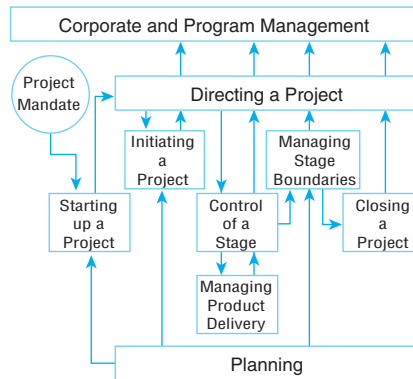 Corporate and Program Management
Project
Mandate
Directing a Project
Initiating
a
Project
Managing
Stage
Boundaries
Starting
up a
Project
Control
of a
Stage
Closing
a
Project
Managing
Product
Delivery
Planning